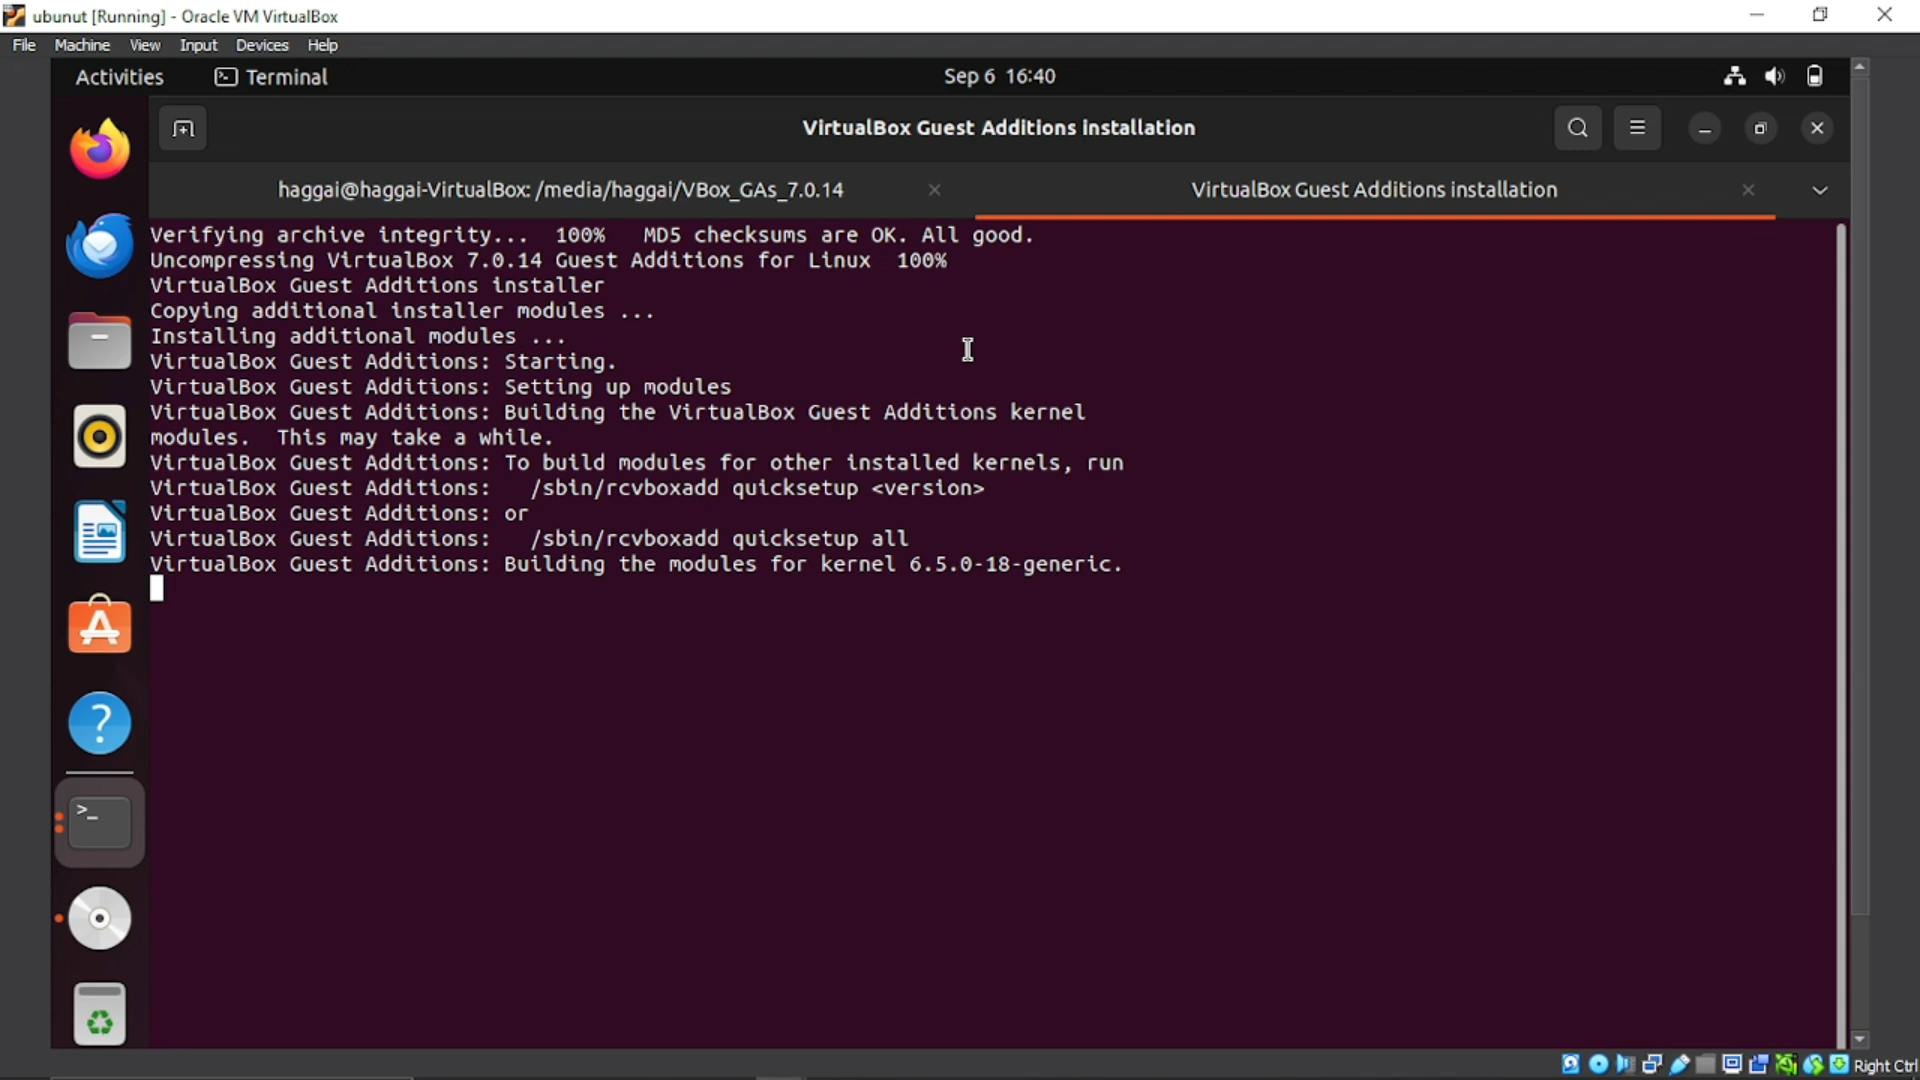 ubunut [Running] - Oracle VM VirtualBox
File Machine View Input Devices Help
Activities Terminal Sep 6 16:40
VirtualBox Guest Additions installation
haggai@haggai-VirtualBox: /media/haggai/VBox_GAs_7.0.14 VirtualBox Guest Additions installation
Verifying archive integrity... 100% MD5 checksums are OK. All good.
Uncompressing VirtualBox 7.0.14 Guest Additions for Linux 100%
VirtualBox Guest Additions installer
Copying additional installer modules ...
Installing additional modules ...
VirtualBox Guest Additions: Starting.
VirtualBox Guest Additions: Setting up modules
VirtualBox Guest Additions: Building the VirtualBox Guest Additions kernel
modules. This may take a while.
VirtualBox Guest Additions: To build modules for other installed kernels, run
VirtualBox Guest Additions: /sbin/rcvboxadd quicksetup <version>
VirtualBox Guest Additions: or
VirtualBox Guest Additions: /sbin/rcvboxadd quicksetup all
VirtualBox Guest Additions: Building the modules for kernel 6.5.0-18-generic.
Right Ctrl